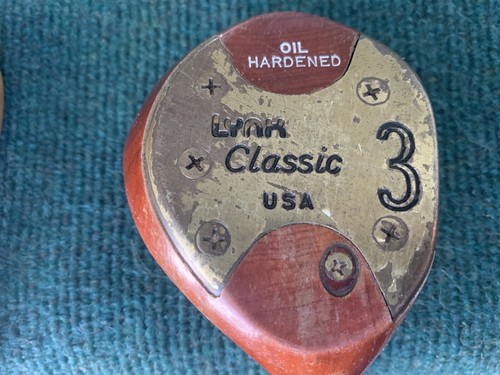 OIL
HARDENED
Lynx
Classic
USA
3